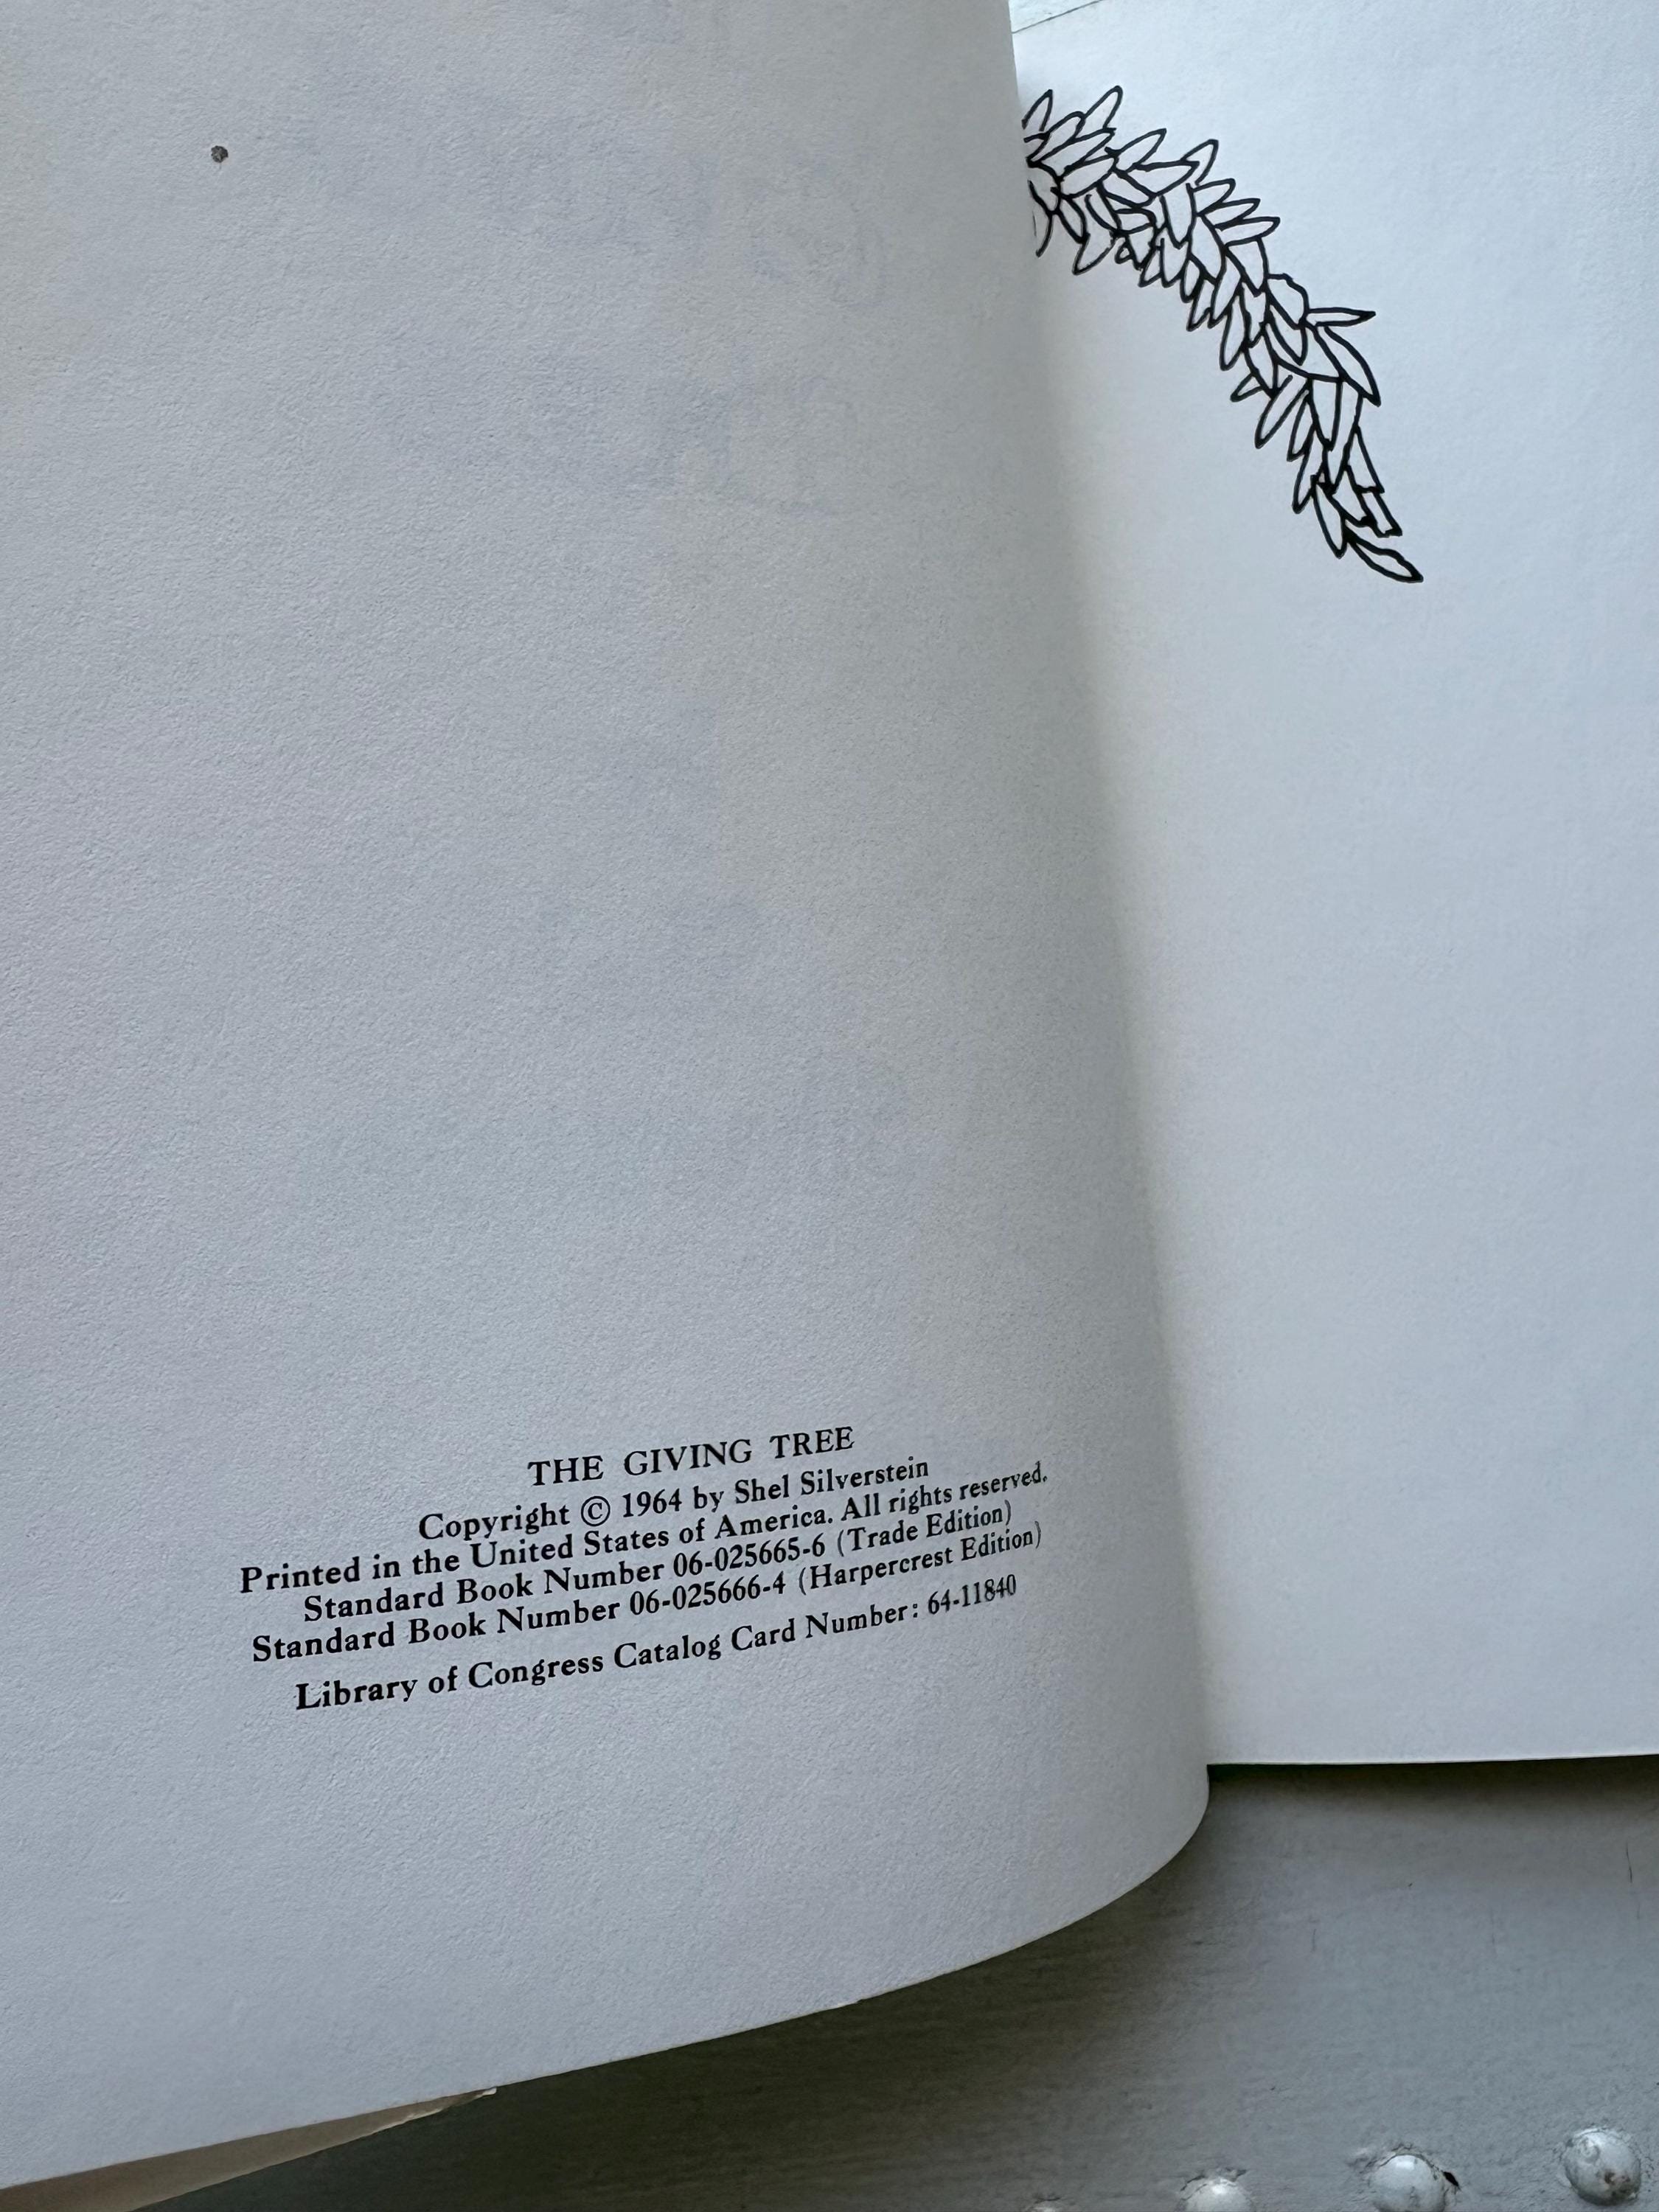 THE GIVING TREE
Copyright © 1964 by Shel Silverstein
Printed in the United States of America. All rights reserved.
Standard Book Number 06-025665-6 (Trade Edition)
Standard Book Number 06-025666-4 (Harpercrest Edition)
Library of Congress Catalog Card Number: 64-11840